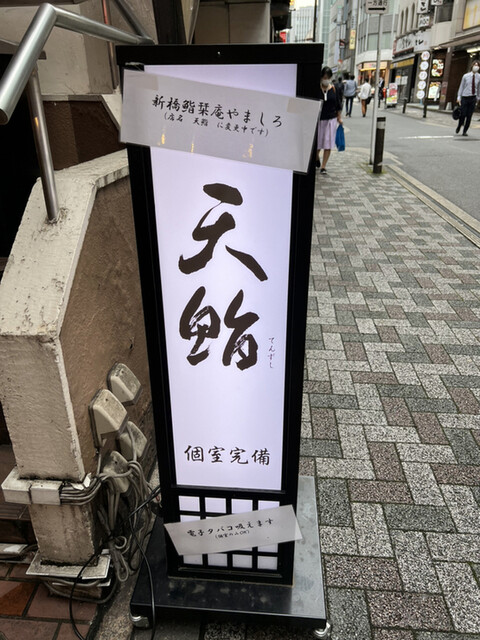 新橋鮨栞庵やましろ
(店名 天鮨 に変更中です)
天鮨
てんずし
個室完備
電子タバコ吸えます